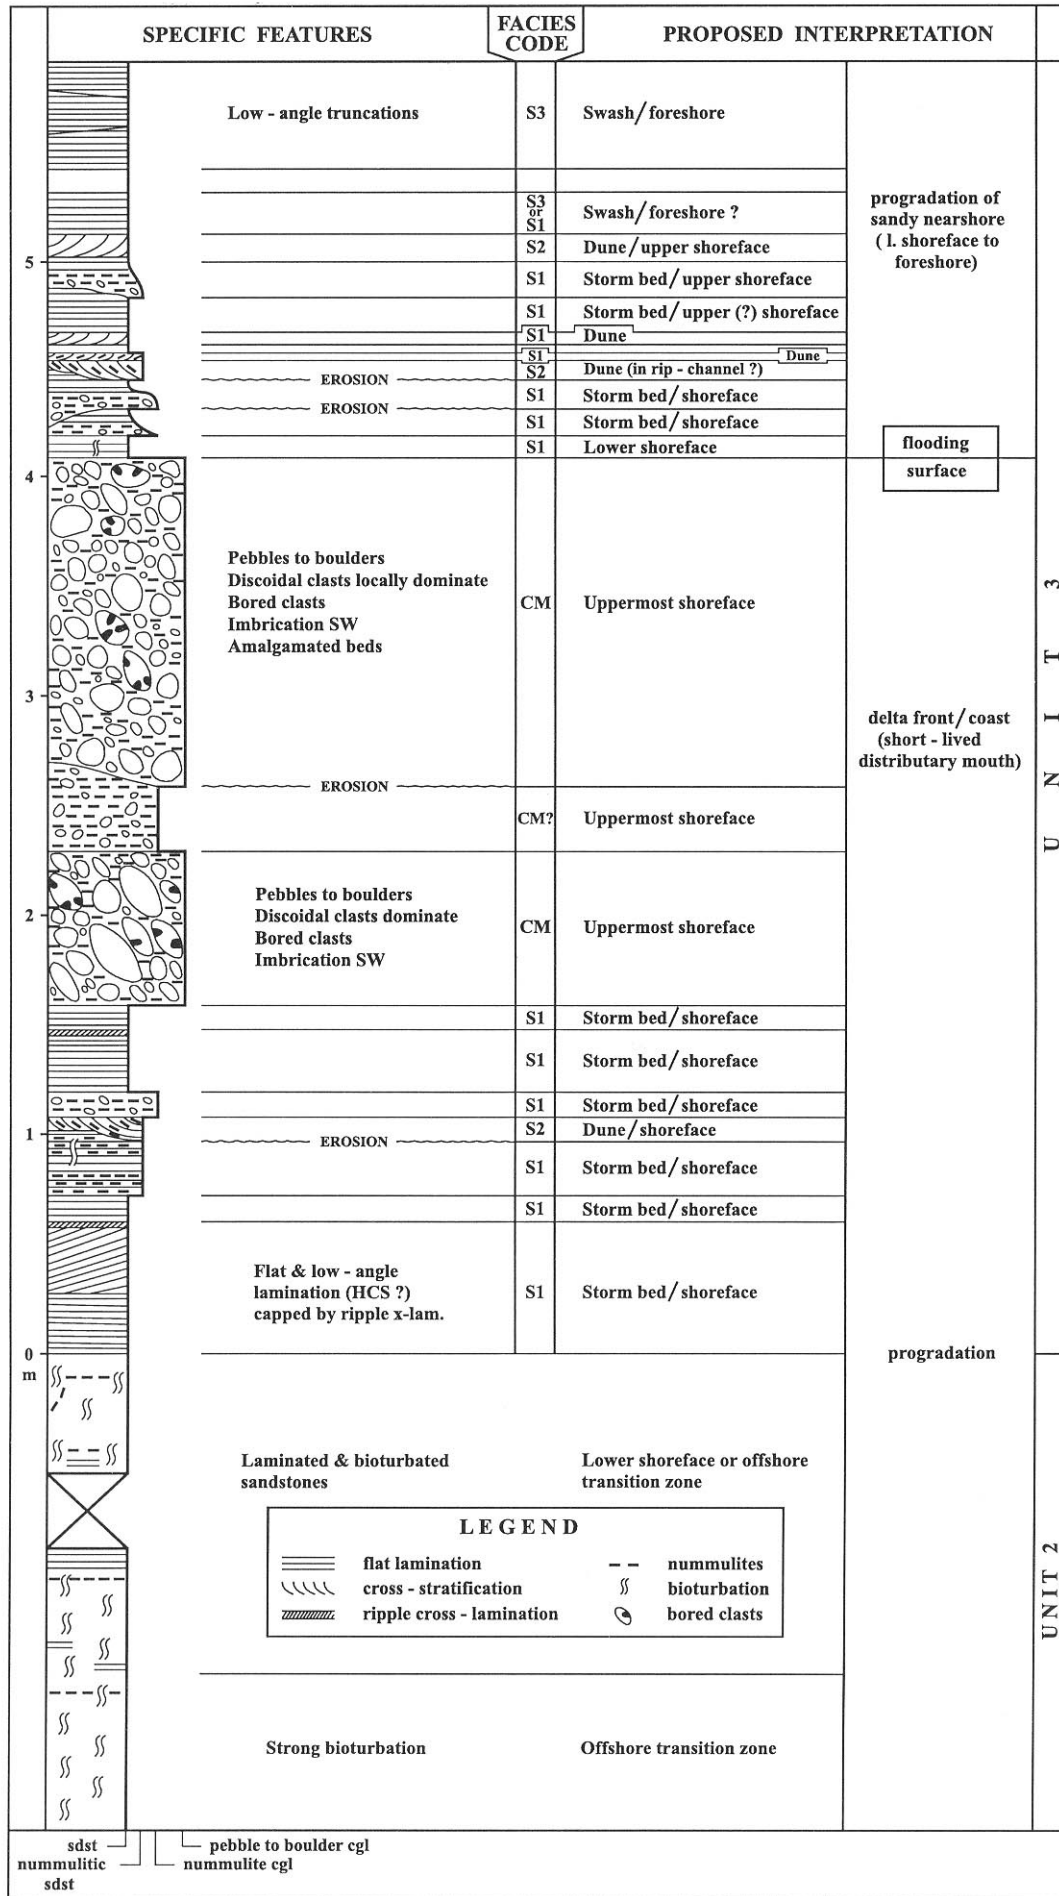 SPECIFIC FEATURES
FACIES
CODE
PROPOSED INTERPRETATION
Low - angle truncations
S3
Swash/foreshore
S3
or
S1
Swash/foreshore ?
progradation of
sandy nearshore
( l. shoreface to
foreshore)
S2
Dune/upper shoreface
5
S1
Storm bed/upper shoreface
S1
Storm bed/upper (?) shoreface
S1
Dune
S1
Dune
S2
Dune (in rip - channel ?)
EROSION
S1
Storm bed/shoreface
EROSION
S1
Storm bed/shoreface
S1
Lower shoreface
flooding
surface
4
Pebbles to boulders
Discoidal clasts locally dominate
Bored clasts
Imbrication SW
Amalgamated beds
CM
Uppermost shoreface
UNIT 3
3
delta front/coast
(short - lived
distributary mouth)
EROSION
CM?
Uppermost shoreface
2
Pebbles to boulders
Discoidal clasts dominate
Bored clasts
Imbrication SW
CM
Uppermost shoreface
S1
Storm bed/shoreface
S1
Storm bed/shoreface
S1
Storm bed/shoreface
S2
Dune/shoreface
1
EROSION
S1
Storm bed/shoreface
S1
Storm bed/shoreface
Flat & low - angle
lamination (HCS ?)
capped by ripple x-lam.
S1
Storm bed/shoreface
0
m
progradation
Laminated & bioturbated
sandstones
Lower shoreface or offshore
transition zone
LEGEND
flat lamination
nummulites
cross - stratification
bioturbation
ripple cross - lamination
bored clasts
UNIT 2
Strong bioturbation
Offshore transition zone
sdst
pebble to boulder cgl
nummulitic
sdst
nummulite cgl